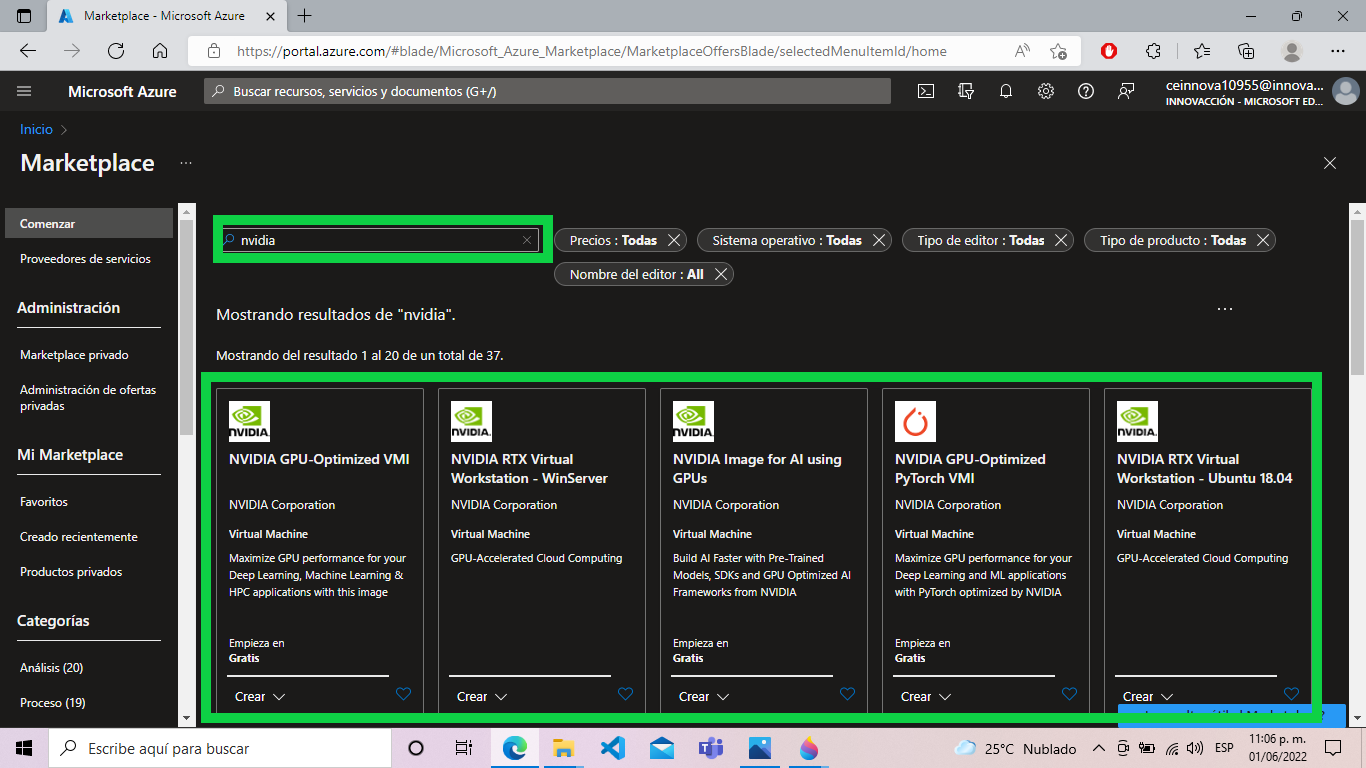 Marketplace - Microsoft Azure
https://portal.azure.com/#blade/Microsoft_Azure_Marketplace/MarketplaceOffersBlade/selectedMenuItemId/home
Microsoft Azure
Buscar recursos, servicios y documentos (G+/)
ceinnova10955@innova...
INNOVACCIÓN - MICROSOFT ED...
Inicio
Marketplace
...
Comenzar
Proveedores de servicios
Administración
Marketplace privado
Administración de ofertas
privadas
Mi Marketplace
Favoritos
Creado recientemente
Productos privados
Categorías
Análisis (20)
Proceso (19)
nvidia
Precios : Todas
Sistema operativo : Todas
Tipo de editor : Todas
Tipo de producto : Todas
Nombre del editor : All
Mostrando resultados de "nvidia".
...
Mostrando del resultado 1 al 20 de un total de 37.
NVIDIA.
NVIDIA GPU-Optimized VMI
NVIDIA Corporation
Virtual Machine
Maximize GPU performance for your
Deep Learning, Machine Learning &
HPC applications with this image
Empieza en
Gratis
Crear
NVIDIA.
NVIDIA RTX Virtual
Workstation - WinServer
NVIDIA Corporation
Virtual Machine
GPU-Accelerated Cloud Computing
Crear
NVIDIA.
NVIDIA Image for AI using
GPUs
NVIDIA Corporation
Virtual Machine
Build AI Faster with Pre-Trained
Models, SDKs and GPU Optimized AI
Frameworks from NVIDIA
Empieza en
Gratis
Crear
NVIDIA GPU-Optimized
PyTorch VMI
NVIDIA Corporation
Virtual Machine
Maximize GPU performance for your
Deep Learning and ML applications
with PyTorch optimized by NVIDIA
Empieza en
Gratis
Crear
NVIDIA.
NVIDIA RTX Virtual
Workstation - Ubuntu 18.04
NVIDIA Corporation
Virtual Machine
GPU-Accelerated Cloud Computing
Crear
Escribe aquí para buscar
25°C Nublado
ESP
11:06 p. m.
01/06/2022